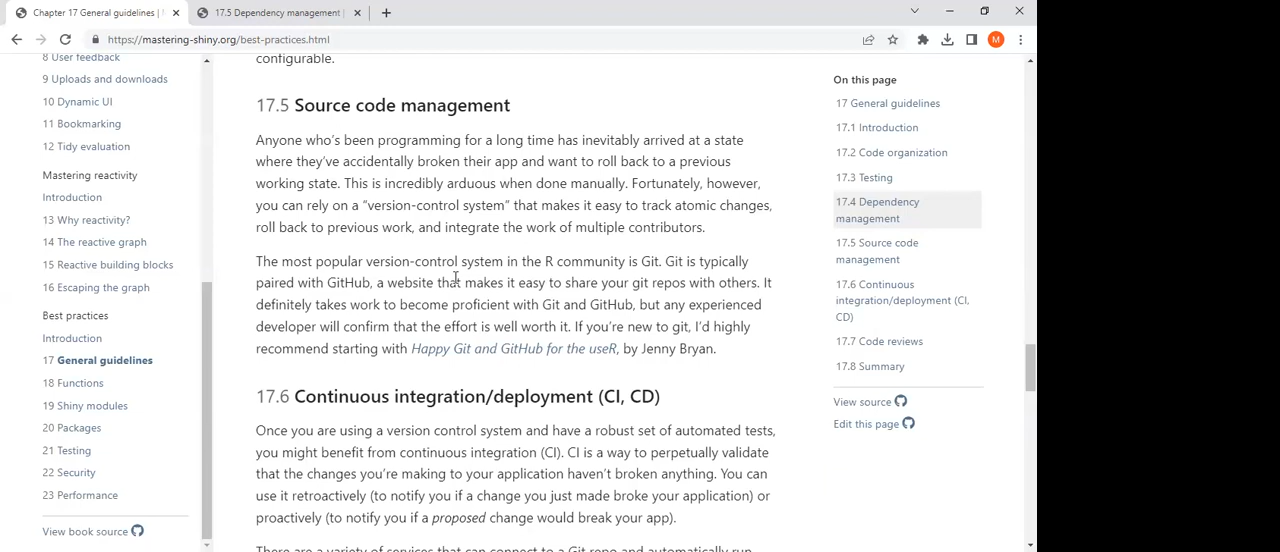 Chapter 17 General guidelines |
17.5 Dependency management |
https://mastering-shiny.org/best-practices.html
M
8 User feedback
9 Uploads and downloads
10 Dynamic UI
11 Bookmarking
12 Tidy evaluation
Mastering reactivity
Introduction
13 Why reactivity?
14 The reactive graph
15 Reactive building blocks
16 Escaping the graph
Best practices
Introduction
17 General guidelines
18 Functions
19 Shiny modules
20 Packages
21 Testing
22 Security
23 Performance
View book source
configurable.
17.5 Source code management
Anyone who's been programming for a long time has inevitably arrived at a state
where they've accidentally broken their app and want to roll back to a previous
working state. This is incredibly arduous when done manually. Fortunately, however,
you can rely on a "version-control system" that makes it easy to track atomic changes,
roll back to previous work, and integrate the work of multiple contributors.
The most popular version-control system in the R community is Git. Git is typically
paired with GitHub, a website that makes it easy to share your git repos with others. It
definitely takes work to become proficient with Git and GitHub, but any experienced
developer will confirm that the effort is well worth it. If you're new to git, I'd highly
recommend starting with Happy Git and GitHub for the useR, by Jenny Bryan.
17.6 Continuous integration/deployment (CI, CD)
Once you are using a version control system and have a robust set of automated tests,
you might benefit from continuous integration (CI). CI is a way to perpetually validate
that the changes you're making to your application haven't broken anything. You can
use it retroactively (to notify you if a change you just made broke your application) or
proactively (to notify you if a proposed change would break your app).
There are a variety of services that can connect to a Git repo and automatically run
On this page
17 General guidelines
17.1 Introduction
17.2 Code organization
17.3 Testing
17.4 Dependency
management
17.5 Source code
management
17.6 Continuous
integration/deployment (CI,
CD)
17.7 Code reviews
17.8 Summary
View source
Edit this page